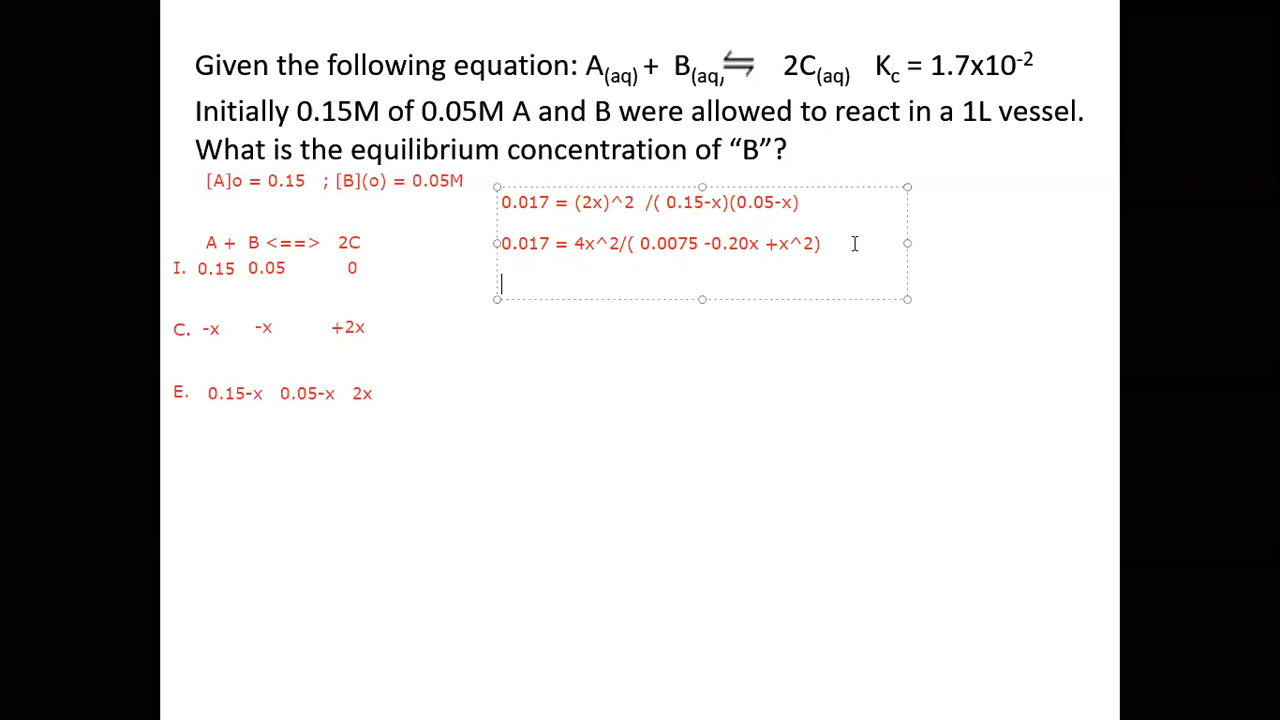 Given the following equation: A(aq) + B(aq, ⇋ 2C(aq) Kc = 1.7x10-2
Initially 0.15M of 0.05M A and B were allowed to react in a 1L vessel.
What is the equilibrium concentration of “B”?
[A]o = 0.15 ; [B](o) = 0.05M
0.017 = (2x)^2 /( 0.15-x)(0.05-x)
0.017 = 4x^2/( 0.0075 -0.20x +x^2)
A + B <==> 2C
I. 0.15 0.05 0
C. -x -x +2x
E. 0.15-x 0.05-x 2x